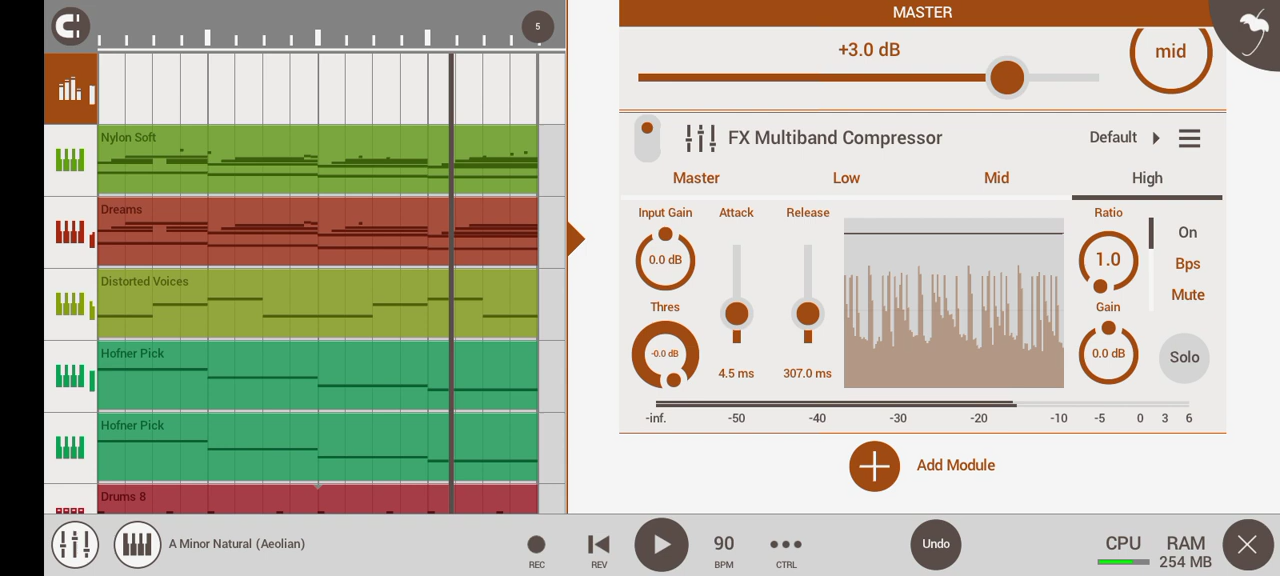 5
MASTER
+3.0 dB
mid
Nylon Soft
FX Multiband Compressor
Default
Master Low Mid High
Dreams
Input Gain Attack Release Ratio
On
0.0 dB
1.0
Bps
Distorted Voices
Mute
Thres
Gain
-0.0 dB
0.0 dB
Solo
Hofner Pick
4.5 ms 307.0 ms
-inf. -50 -40 -30 -20 -10 -5 0 3 6
Hofner Pick
Add Module
Drums 8
A Minor Natural (Aeolian)
90
Undo
CPU RAM
REC REV BPM CTRL
254 MB